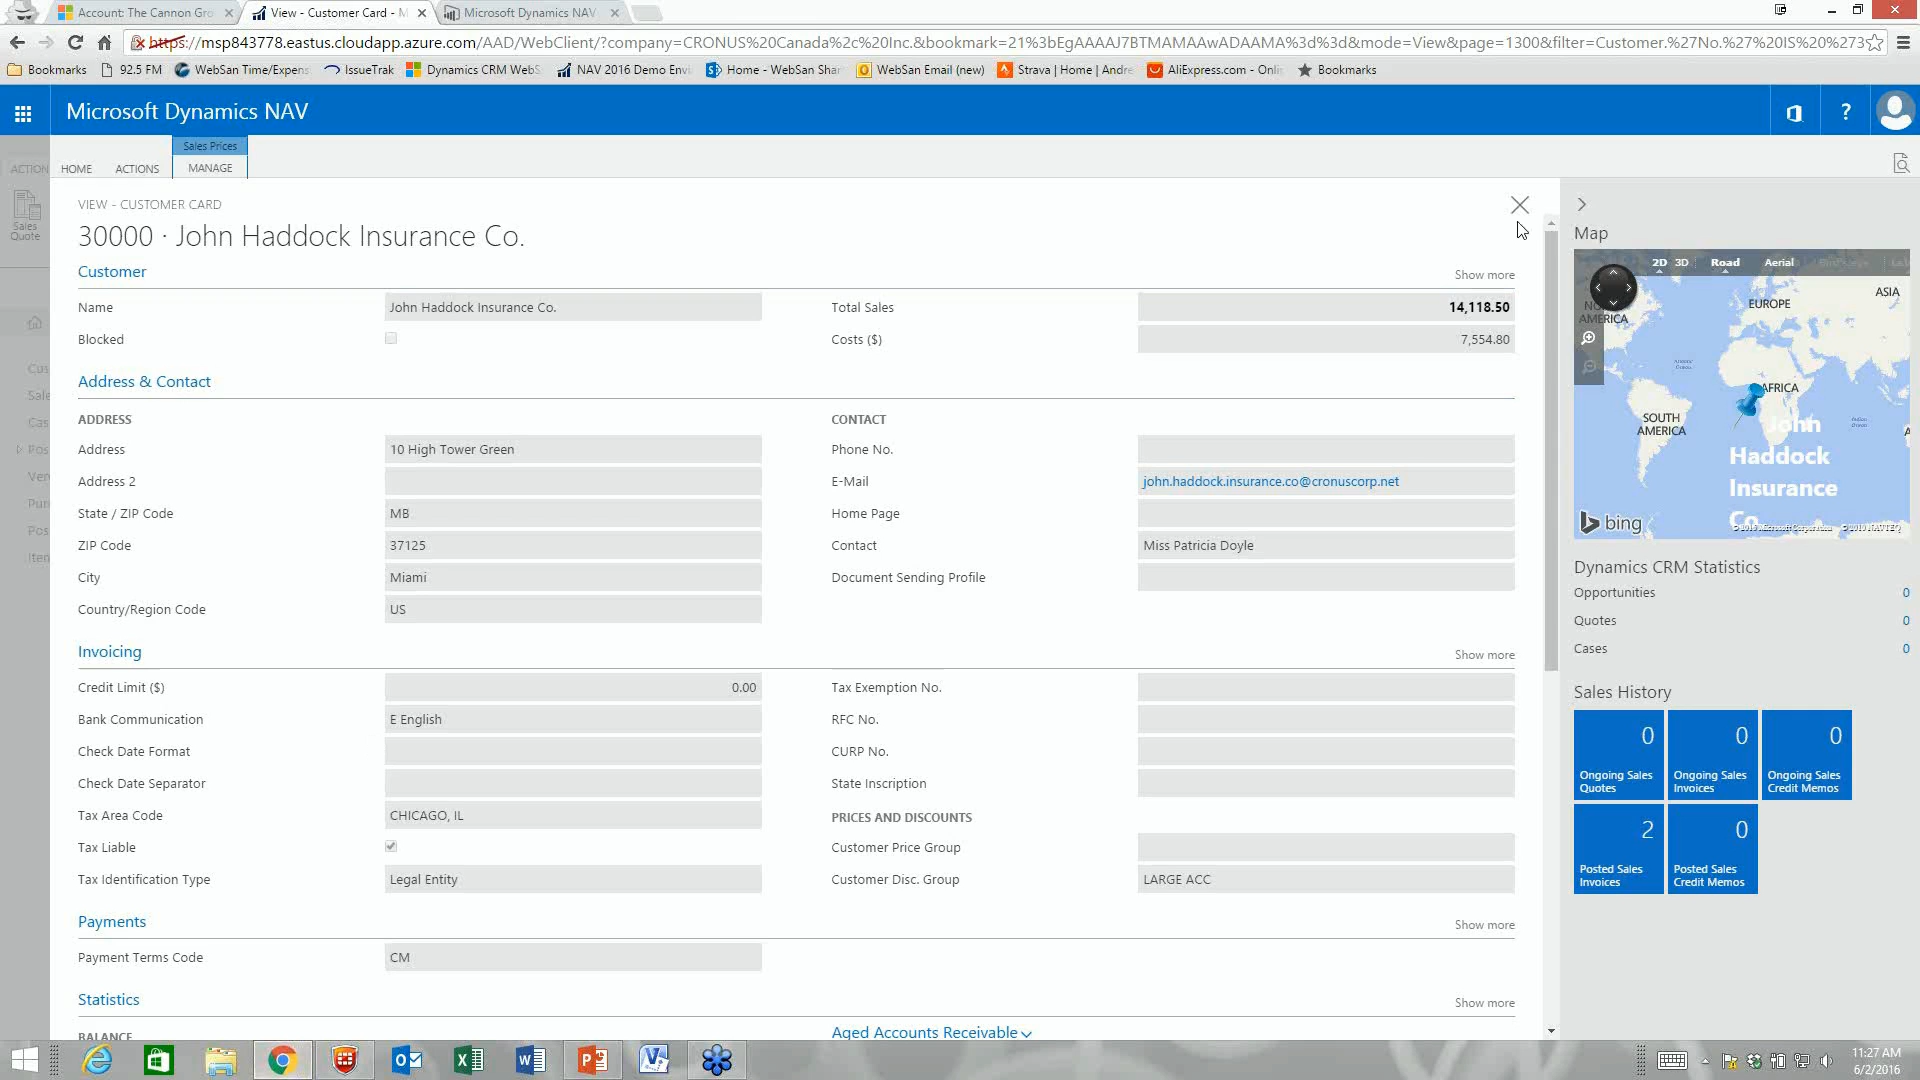 Account: The Cannon Gro
View - Customer Card - M
Microsoft Dynamics NAV
https://msp843778.eastus.cloudapp.azure.com/AAD/WebClient/?company=CRONUS%20Canada%2c%20Inc.&bookmark=21%3bEgAAAAJ7BTMAMAAwADAAMA%3d%3d&mode=View&page=1300&filter=Customer.%27No.%27%20IS%20%273
Bookmarks
92.5 FM
WebSan Time/Expens
IssueTrak
Dynamics CRM WebS
NAV 2016 Demo Envi
Home - WebSan Shar
WebSan Email (new)
Strava | Home | Andre
AliExpress.com - Onli
Bookmarks
Microsoft Dynamics NAV
?
Sales Prices
ACTION
HOME
ACTIONS
MANAGE
Sales
Quote
VIEW - CUSTOMER CARD
30000 · John Haddock Insurance Co.
Customer
Show more
Name
John Haddock Insurance Co.
Total Sales
14,118.50
Blocked
Costs ($)
7,554.80
Address & Contact
ADDRESS
CONTACT
Address
10 High Tower Green
Phone No.
Address 2
E-Mail
john.haddock.insurance.co@cronuscorp.net
State / ZIP Code
MB
Home Page
ZIP Code
37125
Contact
Miss Patricia Doyle
City
Miami
Document Sending Profile
Country/Region Code
US
Invoicing
Show more
Credit Limit ($)
0.00
Tax Exemption No.
Bank Communication
E English
RFC No.
Check Date Format
CURP No.
Check Date Separator
State Inscription
Tax Area Code
CHICAGO, IL
PRICES AND DISCOUNTS
Tax Liable
Customer Price Group
Tax Identification Type
Legal Entity
Customer Disc. Group
LARGE ACC
Payments
Show more
Payment Terms Code
CM
Statistics
Show more
BALANCE
Aged Accounts Receivable
Cus
Sale
Cas
Pos
Ven
Pur
Pos
Iten
Map
2D 3D Road Aerial
AMERICA
EUROPE
ASIA
AFRICA
SOUTH
AMERICA
John
Haddock
Insurance
Co.
bing
Dynamics CRM Statistics
Opportunities
0
Quotes
0
Cases
0
Sales History
0
Ongoing Sales
Quotes
0
Ongoing Sales
Invoices
0
Ongoing Sales
Credit Memos
2
Posted Sales
Invoices
0
Posted Sales
Credit Memos
11:27 AM
6/2/2016